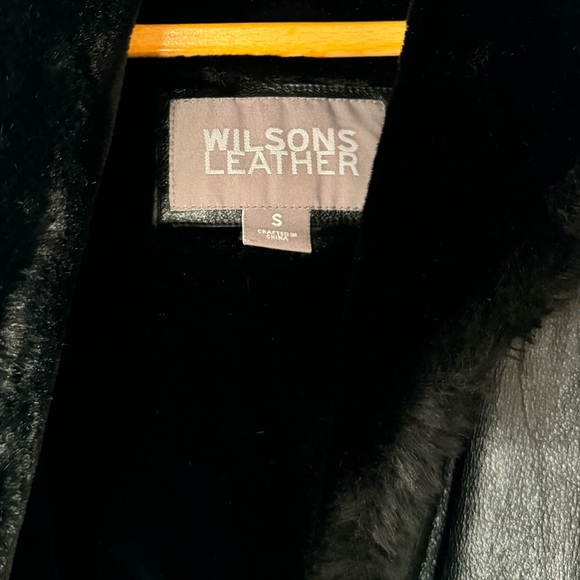 WILSONS
LEATHER
S
CRAFTED IN
CHINA